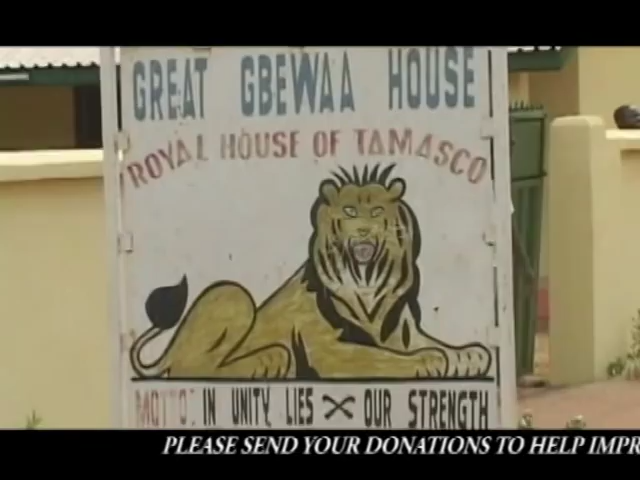 GREAT GBEWAA HOUSE
ROYAL HOUSE OF TAMASCO
MOTTO: IN UNITY LIES OUR STRENGTH
PLEASE SEND YOUR DONATIONS TO HELP IMPR